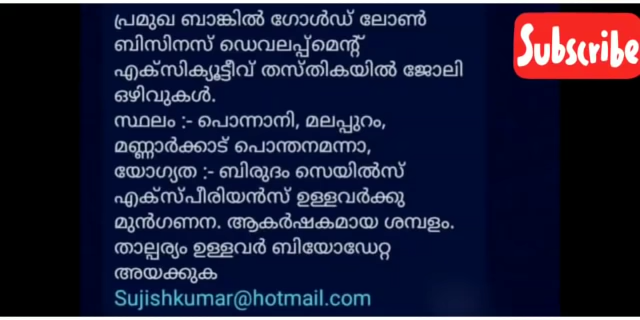 പ്രമുഖ ബാങ്കിൽ ഗോൾഡ് ലോൺ
ബിസിനസ് ഡെവലപ്പ്മെന്റ്
എക്സിക്യൂട്ടീവ് തസ്തികയിൽ ജോലി
ഒഴിവുകൾ.
സ്ഥലം :- പൊന്നാനി, മലപ്പുറം,
മണ്ണാർക്കാട് പൊന്തനമന്നാ,
യോഗ്യത :- ബിരുദം സെയിൽസ്
എക്സ്പീരിയൻസ് ഉള്ളവർക്കു
മുൻഗണന. ആകർഷകമായ ശമ്പളം.
താല്പര്യം ഉള്ളവർ ബിയോഡേറ്റ
അയക്കുക
Sujishkumar@hotmail.com
Subscribe